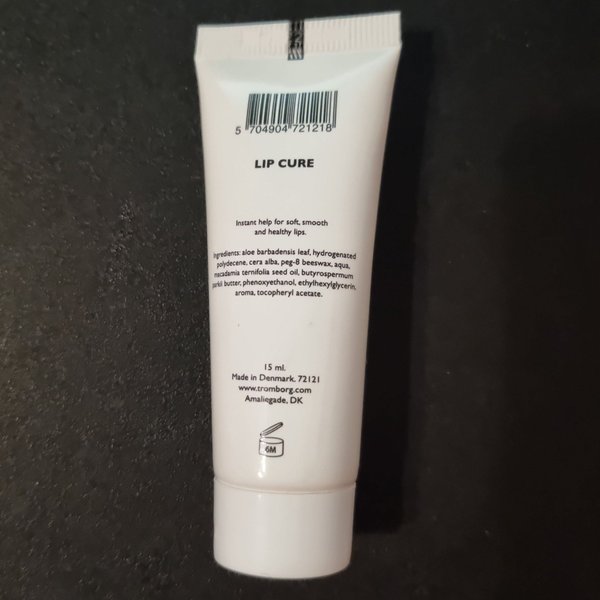 5 704904 721218
LIP CURE
Instant help for soft, smooth
and healthy lips.
Ingredients: aloe barbadensis leaf, hydrogenated
polydecene, cera alba, peg-8 beeswax, aqua,
macadamia ternifolia seed oil, butyrospermum
parkii butter, phenoxyethanol, ethylhexylglycerin,
aroma, tocopheryl acetate.
15 ml.
Made in Denmark, 72121
www.tromborg.com
Amaliegade, DK
6M